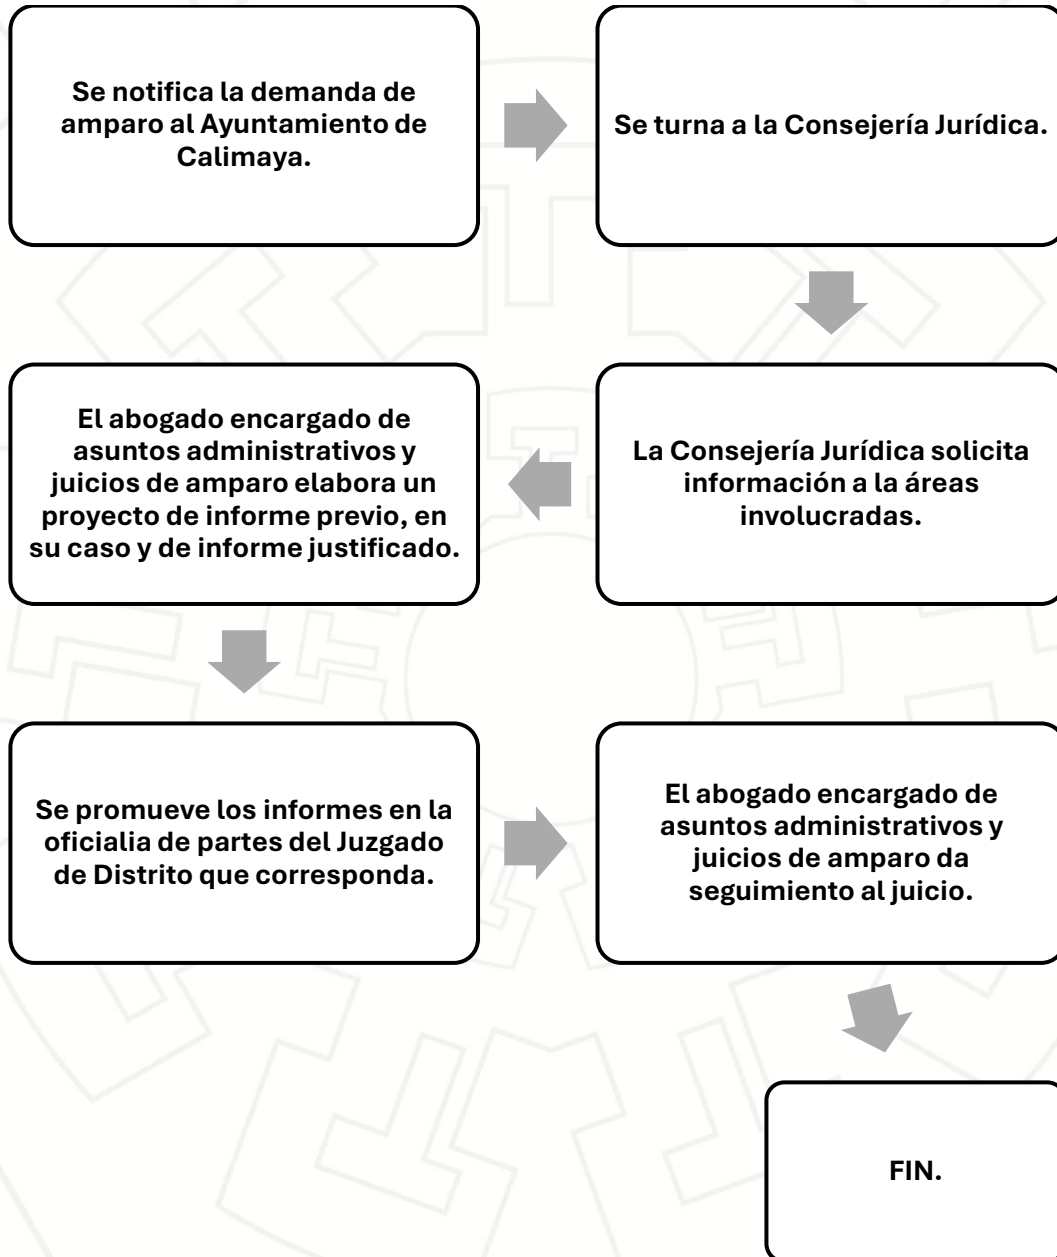 Se notifica la demanda de
amparo al Ayuntamiento de
Calimaya.
Se turna a la Consejería Jurídica.
La Consejería Jurídica solicita
información a la áreas
involucradas.
El abogado encargado de
asuntos administrativos y
juicios de amparo elabora un
proyecto de informe previo, en
su caso y de informe justificado.
Se promueve los informes en la
oficialia de partes del Juzgado
de Distrito que corresponda.
El abogado encargado de
asuntos administrativos y
juicios de amparo da
seguimiento al juicio.
FIN.